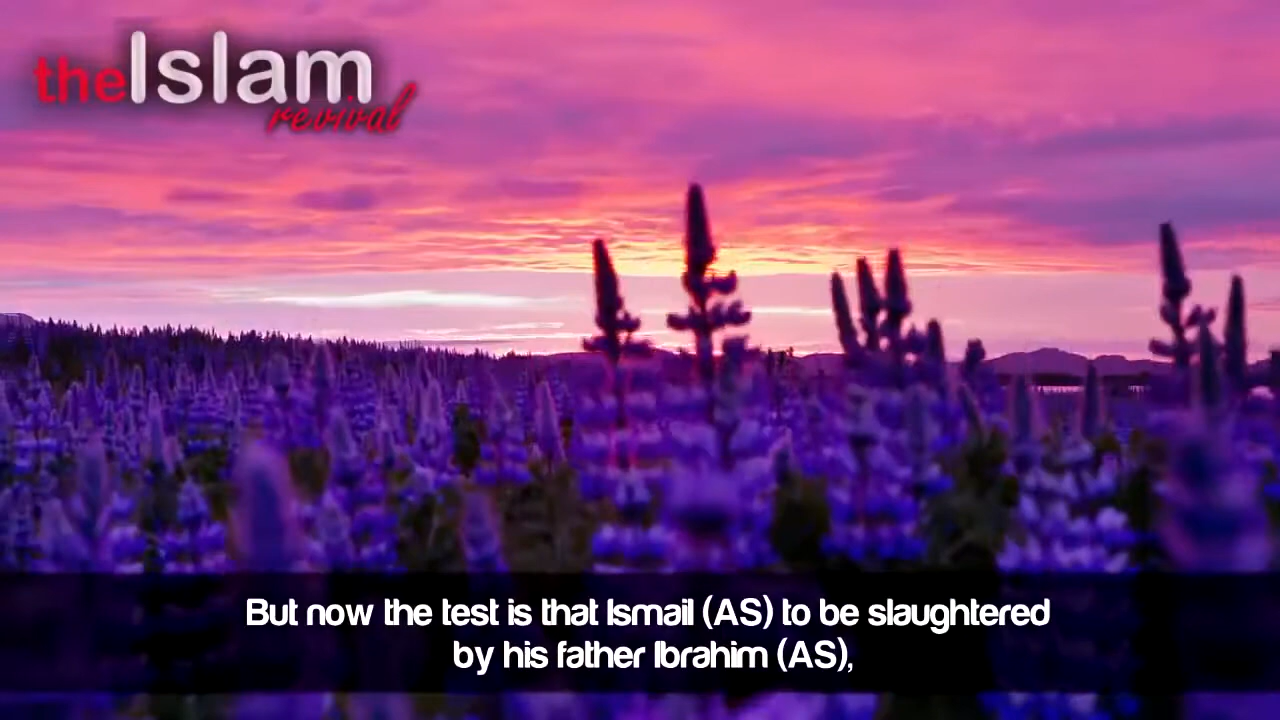 theIslam
revival
But now the test is that Ismail (AS) to be slaughtered
by his father Ibrahim (AS),